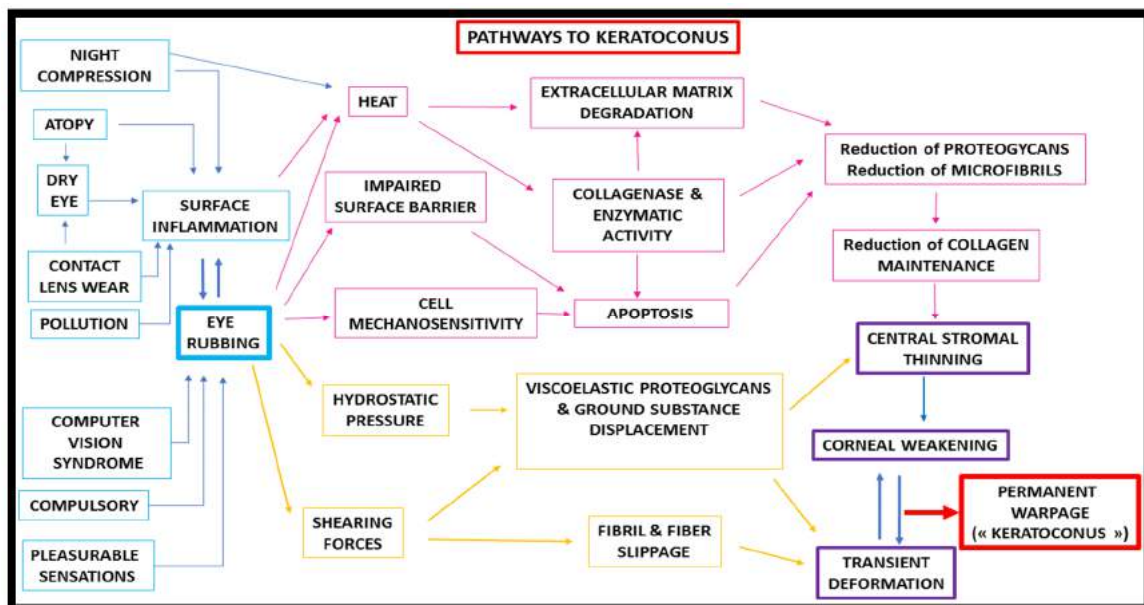 PATHWAYS TO KERATOCONUS
NIGHT
COMPRESSION
ATOPY
DRY
EYE
SURFACE
INFLAMMATION
CONTACT
LENS WEAR
POLLUTION
EYE
RUBBING
COMPUTER
VISION
SYNDROME
COMPULSORY
PLEASURABLE
SENSATIONS
HEAT
IMPAIRED
SURFACE BARRIER
CELL
MECHANOSENSITIVITY
HYDROSTATIC
PRESSURE
SHEARING
FORCES
EXTRACELLULAR MATRIX
DEGRADATION
COLLAGENASE &
ENZYMATIC
ACTIVITY
APOPTOSIS
VISCOELASTIC PROTEOGLYCANS
& GROUND SUBSTANCE
DISPLACEMENT
FIBRIL & FIBER
SLIPPAGE
Reduction of PROTEOGYCANS
Reduction of MICROFIBRILS
Reduction of COLLAGEN
MAINTENANCE
CENTRAL STROMAL
THINNING
CORNEAL WEAKENING
TRANSIENT
DEFORMATION
PERMANENT
WARPAGE
(« KERATOCONUS »)